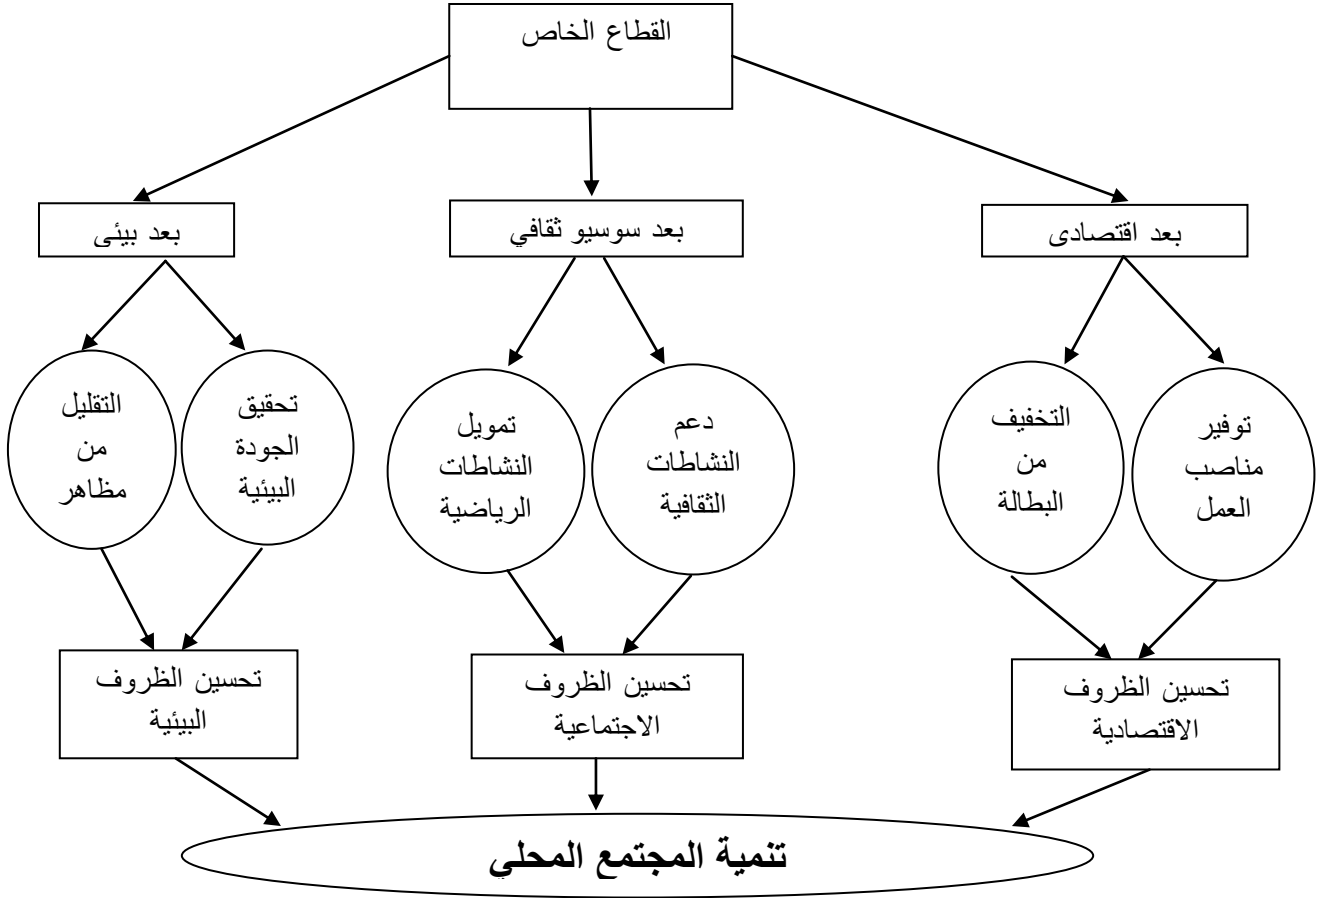 القطاع الخاص
بعد اقتصادى
بعد سوسيو ثقافي
بعد بيئى
توفير
مناصب
العمل
التخفيف
من
البطالة
دعم
النشاطات
الثقافية
تمويل
النشاطات
الرياضية
تحقيق
الجودة
البيئية
التقليل
من
مظاهر
تحسين الظروف
الاقتصادية
تحسين الظروف
الاجتماعية
تحسين الظروف
البيئية
تنمية المجتمع المحلي